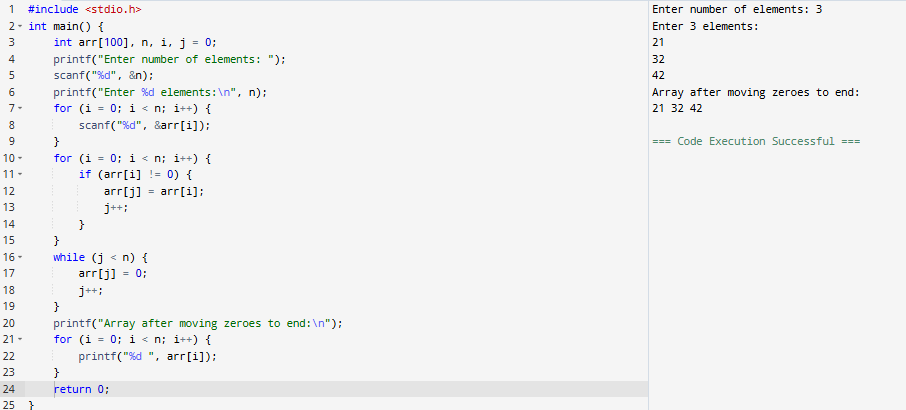 1 #include <stdio.h>
2 int main() {
3 int arr[100], n, i, j = 0;
4 printf("Enter number of elements: ");
5 scanf("%d", &n);
6 printf("Enter %d elements:\n", n);
7 for (i = 0; i < n; i++) {
8 scanf("%d", &arr[i]);
9 }
10 for (i = 0; i < n; i++) {
11 if (arr[i] != 0) {
12 arr[j] = arr[i];
13 j++;
14 }
15 }
16 while (j < n) {
17 arr[j] = 0;
18 j++;
19 }
20 printf("Array after moving zeroes to end:\n");
21 for (i = 0; i < n; i++) {
22 printf("%d ", arr[i]);
23 }
24 return 0;
25 }
Enter number of elements: 3
Enter 3 elements:
21
32
42
Array after moving zeroes to end:
21 32 42
=== Code Execution Successful ===